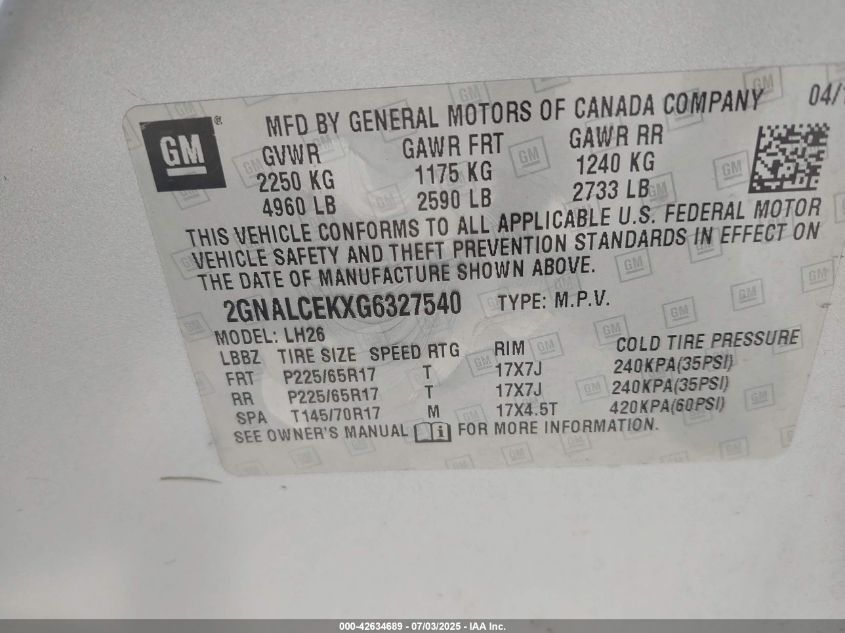 GM
MFD BY GENERAL MOTORS OF CANADA COMPANY 04/1
GVWR GAWR FRT GAWR RR
2250 KG 1175 KG 1240 KG
4960 LB 2590 LB 2733 LB
THIS VEHICLE CONFORMS TO ALL APPLICABLE U.S. FEDERAL MOTOR
VEHICLE SAFETY AND THEFT PREVENTION STANDARDS IN EFFECT ON
THE DATE OF MANUFACTURE SHOWN ABOVE.
2GNALCEKXG6327540 TYPE: M.P.V.
MODEL: LH26
LBBZ TIRE SIZE SPEED RTG RIM COLD TIRE PRESSURE
FRT P225/65R17 T 17X7J 240KPA(35PSI)
RR P225/65R17 T 17X7J 240KPA(35PSI)
SPA T145/70R17 M 17X4.5T 420KPA(60PSI)
SEE OWNER'S MANUAL FOR MORE INFORMATION.
000-42634689 - 07/03/2025 - IAA Inc.